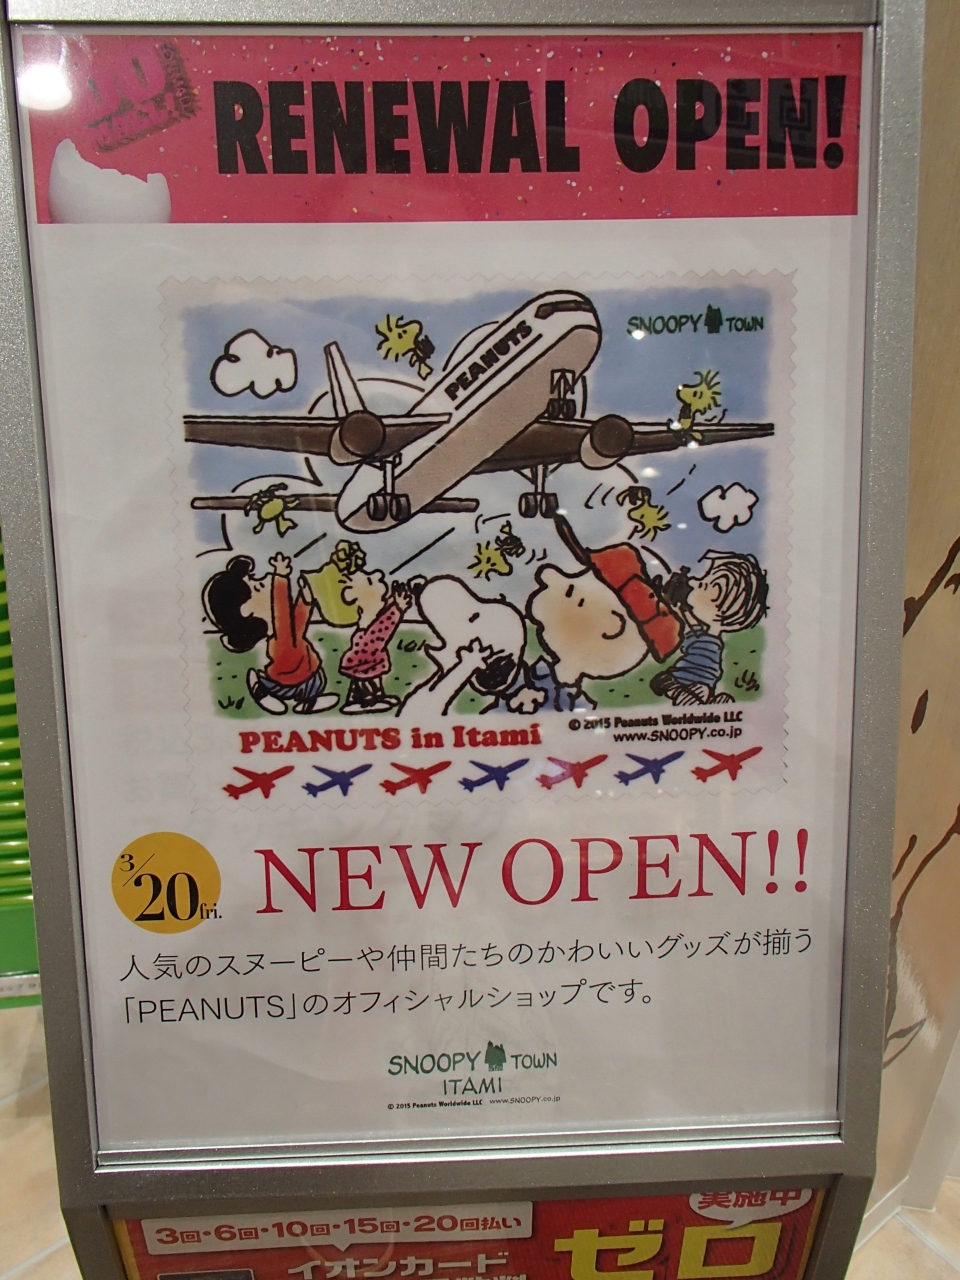 RENEWAL OPEN!
SNOOPY TOWN
PEANUTS
PEANUTS in Itami
© 2015 Peanuts Worldwide LLC
www.SNOOPY.co.jp
3/20 fri.
NEW OPEN!!
人気のスヌーピーや仲間たちのかわいいグッズが揃う
「PEANUTS」のオフィシャルショップです。
SNOOPY TOWN
ITAMI
© 2015 Peanuts Worldwide LLC www.SNOOPY.co.jp
実施中
3回・6回・10回・15回・20回払い
イオンカード
ゼロ